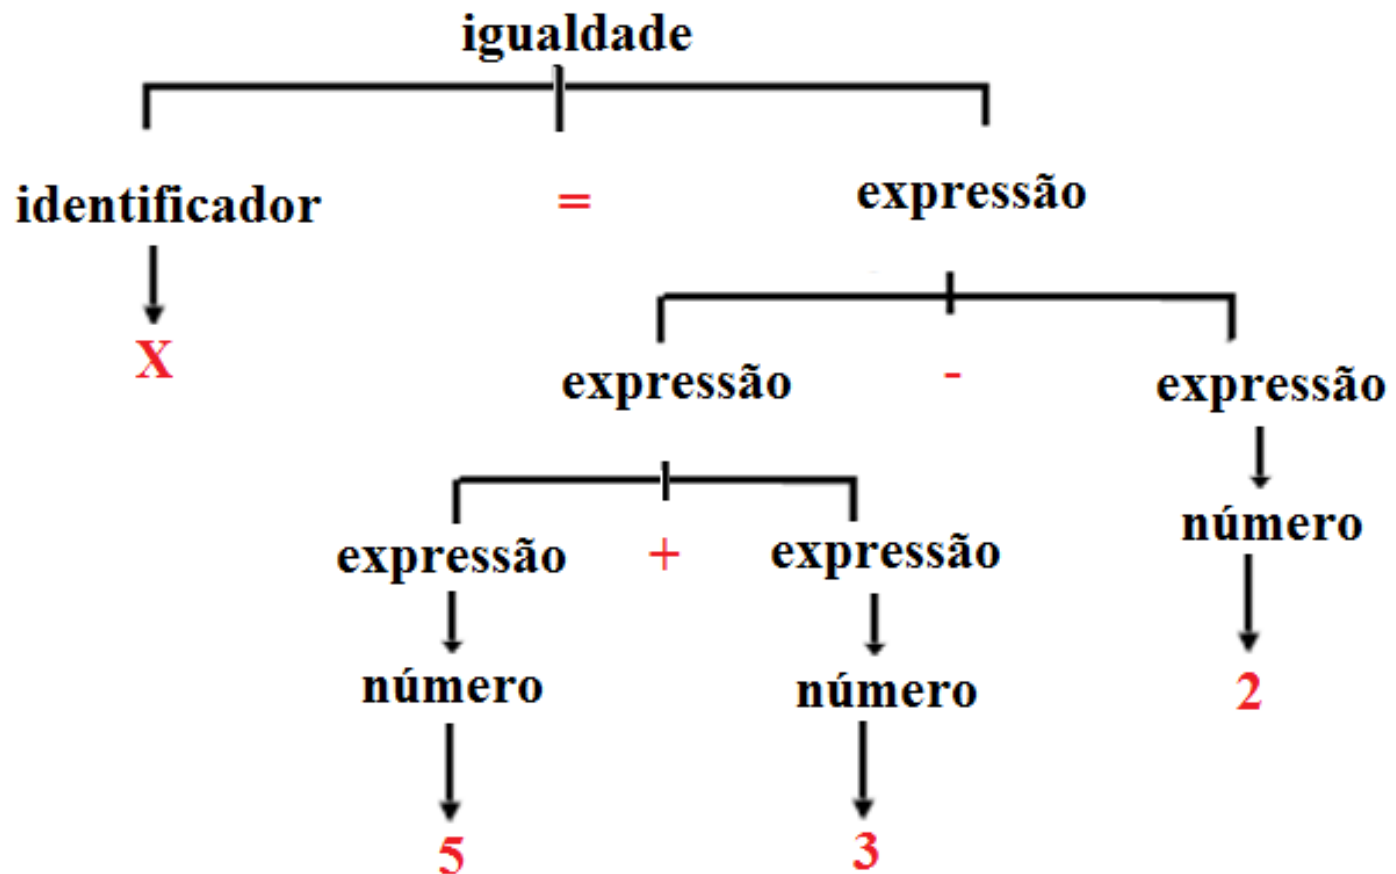 igualdade
identificador = expressão
X
expressão - expressão
número
expressão + expressão
número número 2
5 3